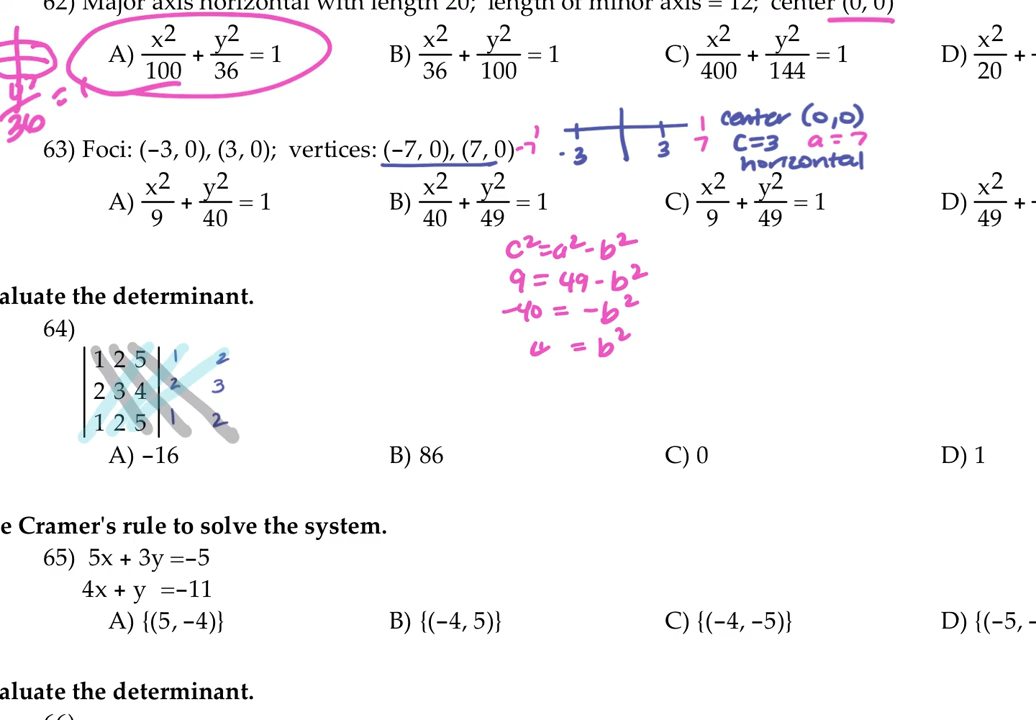 62) Major axis horizontal with length 20; length of minor axis = 12; center (0, 0)
A) x2/100 + y2/36 = 1 B) x2/36 + y2/100 = 1 C) x2/400 + y2/144 = 1 D) x2/20 +
36 =
63) Foci: (-3, 0), (3, 0); vertices: (-7, 0), (7, 0)
-7 -3 3 7
center (0,0)
c=3 a=7
horizontal
A) x2/9 + y2/40 = 1 B) x2/40 + y2/49 = 1 C) x2/9 + y2/49 = 1 D) x2/49 +
c²=a²-b²
9 = 49-b²
-40 = -b²
= b²
aluate the determinant.
64)
1 2 5 1 2
2 3 4 2 3
1 2 5 1 2
A) -16 B) 86 C) 0 D) 1
e Cramer's rule to solve the system.
65) 5x + 3y =-5
4x + y =-11
A) {(5, -4)} B) {(-4, 5)} C) {(-4, -5)} D) {(-5, -
aluate the determinant.